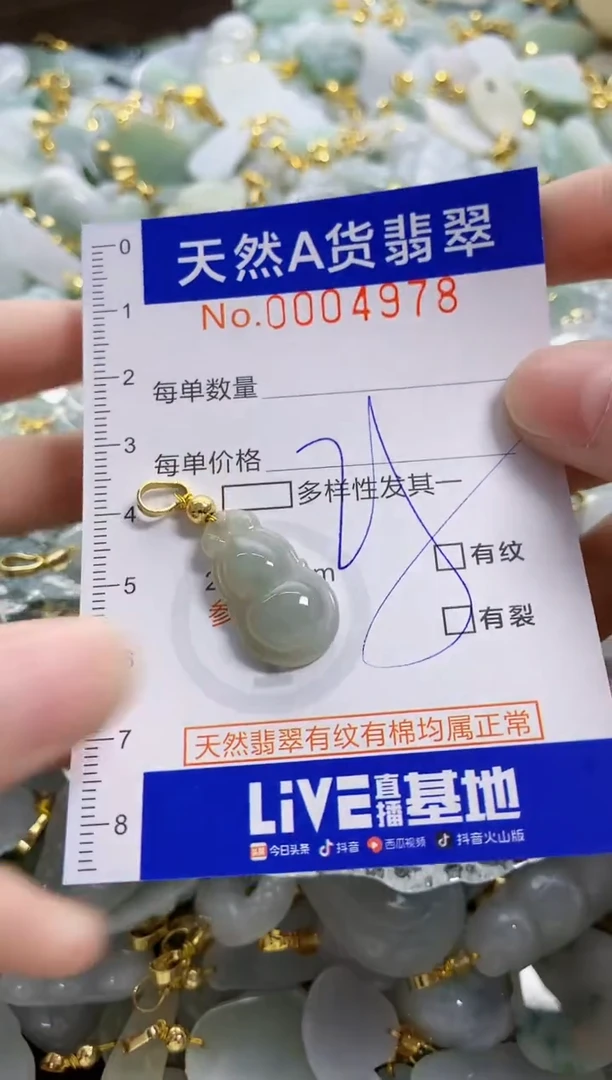 天然A货翡翠
No.0004978
0
1
每单数量
2
每单价格
3
多样性发其一
4
有纹
5
2 m
参
有裂
天然翡翠有纹有棉均属正常
7
LiVE直播基地
8
今日头条 抖音 西瓜视频 抖音火山版